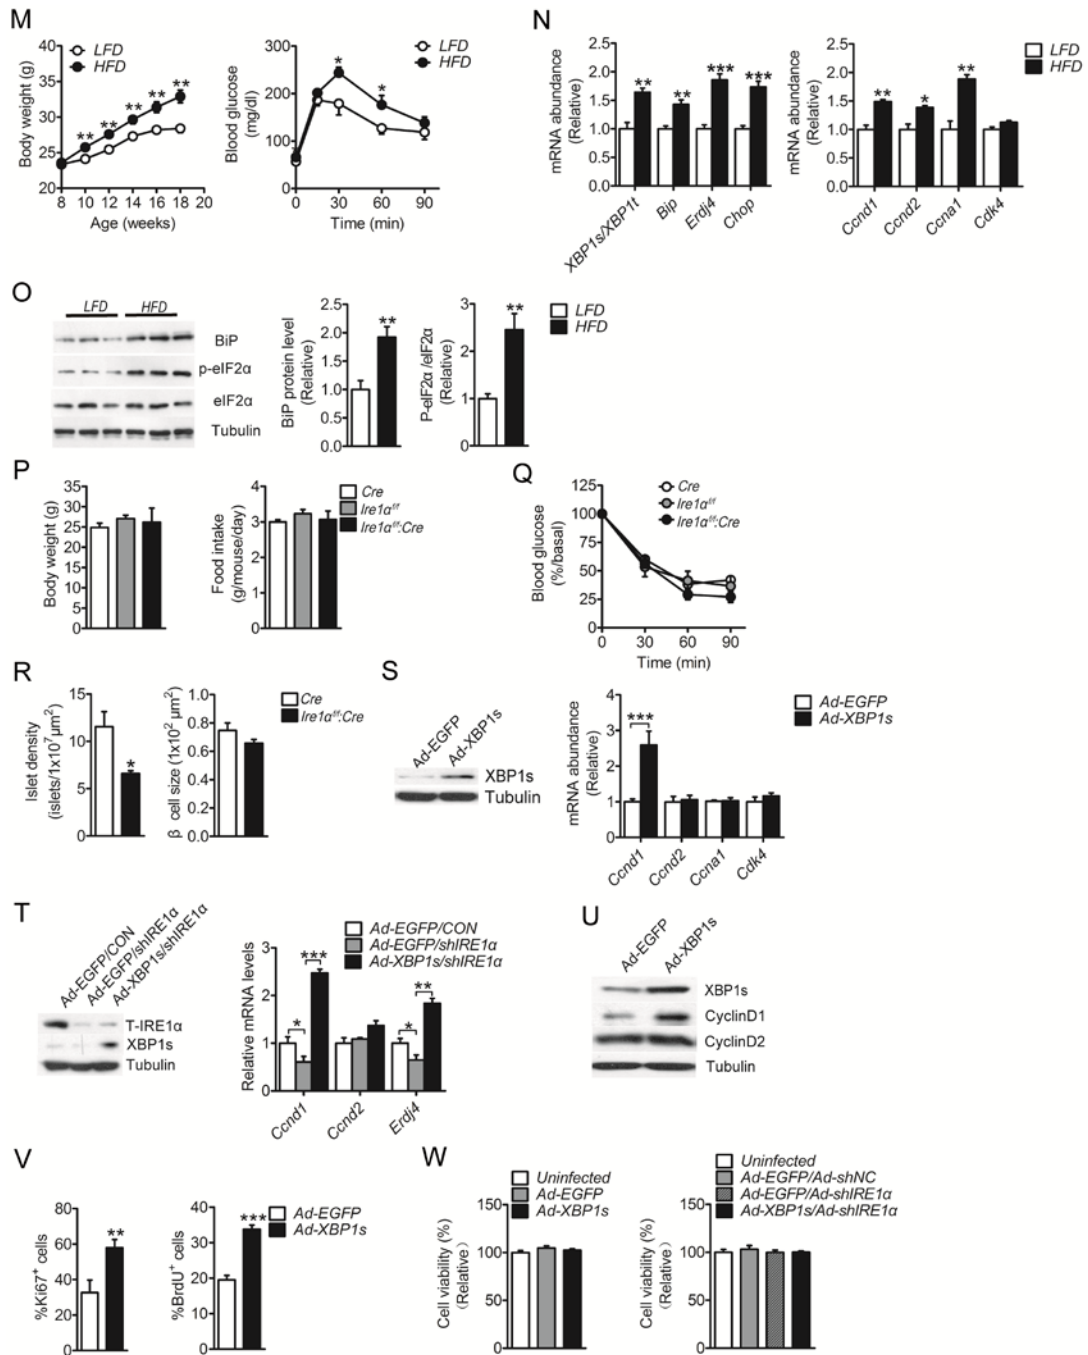 M
Body weight (g)
40
35
30
25
20
8 10 12 14 16 18 20
Age (weeks)
LFD
HFD
** ** ** ** **
Blood glucose
(mg/dl)
300
200
100
0
0 30 60 90
Time (min)
LFD
HFD
* *
N
mRNA abundance
(Relative)
2.5
2.0
1.5
1.0
0.5
0.0
** ** *** ***
XBP1s/XBP1t
Bip
Erdj4
Chop
mRNA abundance
(Relative)
2.5
2.0
1.5
1.0
0.5
0.0
** * **
Ccnd1
Ccnd2
Ccna1
Cdk4
LFD
HFD
O
LFD HFD
BiP
p-eIF2α
eIF2α
Tubulin
BiP protein level
(Relative)
2.5
2.0
1.5
1.0
0.5
0.0
**
P-eIF2α/eIF2α
(Relative)
3
2
1
0
**
LFD
HFD
P
Body weight (g)
35
30
25
20
15
10
5
0
Food intake
(g/mouse/day)
4
3
2
1
0
Cre
Ire1α^f/f
Ire1α^f/f:Cre
Q
Blood glucose
(%/basal)
125
100
75
50
25
0
0 30 60 90
Time (min)
Cre
Ire1α^f/f
Ire1α^f/f:Cre
R
Islet density
(islets/1x10⁷µm²)
15
10
5
0
*
β cell size (1x10² µm²)
1.0
0.8
0.6
0.4
0.2
0.0
Cre
Ire1α^f/f:Cre
S
Ad-EGFP
Ad-XBP1s
XBP1s
Tubulin
mRNA abundance
(Relative)
4
3
2
1
0
***
Ccnd1
Ccnd2
Ccna1
Cdk4
Ad-EGFP
Ad-XBP1s
T
Ad-EGFP/CON
Ad-EGFP/shIRE1α
Ad-XBP1s/shIRE1α
T-IRE1α
XBP1s
Tubulin
Relative mRNA levels
3
2
1
0
* *** * **
Ccnd1
Ccnd2
Erdj4
Ad-EGFP/CON
Ad-EGFP/shIRE1α
Ad-XBP1s/shIRE1α
U
Ad-EGFP
Ad-XBP1s
XBP1s
CyclinD1
CyclinD2
Tubulin
V
%Ki67⁺ cells
80
60
40
20
0
**
%BrdU⁺ cells
40
30
20
10
0
***
Ad-EGFP
Ad-XBP1s
W
Uninfected
Ad-EGFP
Ad-XBP1s
Cell viability (%)
(Relative)
150
100
50
0
Uninfected
Ad-EGFP/Ad-shNC
Ad-EGFP/Ad-shIRE1α
Ad-XBP1s/Ad-shIRE1α
Cell viability (%)
(Relative)
150
100
50
0